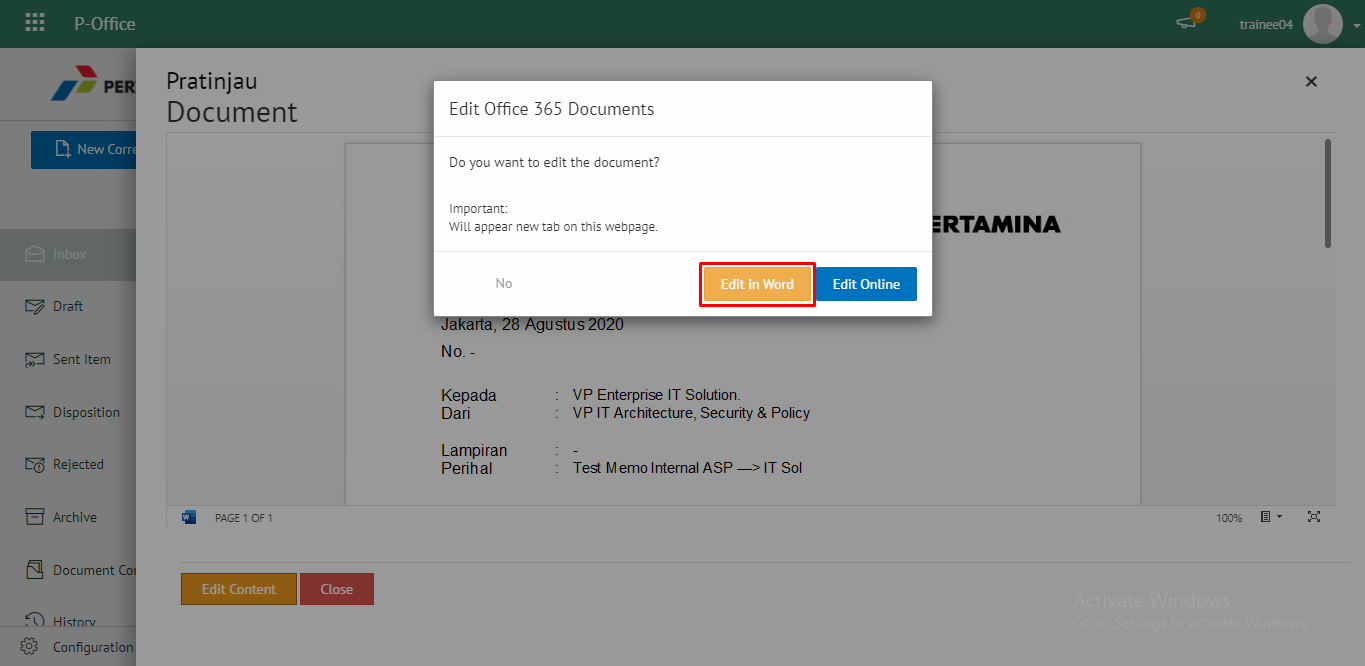 P-Office
0
trainee04
PER
New Corre
Inbox
Draft
Sent Item
Disposition
Rejected
Archive
Document Cor
History
Configuration
Pratinjau
Document
Edit Office 365 Documents
Do you want to edit the document?
Important:
Will appear new tab on this webpage.
No
Edit in Word
Edit Online
ERTAMINA
Jakarta, 28 Agustus 2020
No. -
Kepada : VP Enterprise IT Solution.
Dari : VP IT Architecture, Security & Policy
Lampiran : -
Perihal : Test Memo Internal ASP —> IT Sol
W
PAGE 1 OF 1
100%
Edit Content
Close
Activate Windows
Go to Settings to activate Windows.